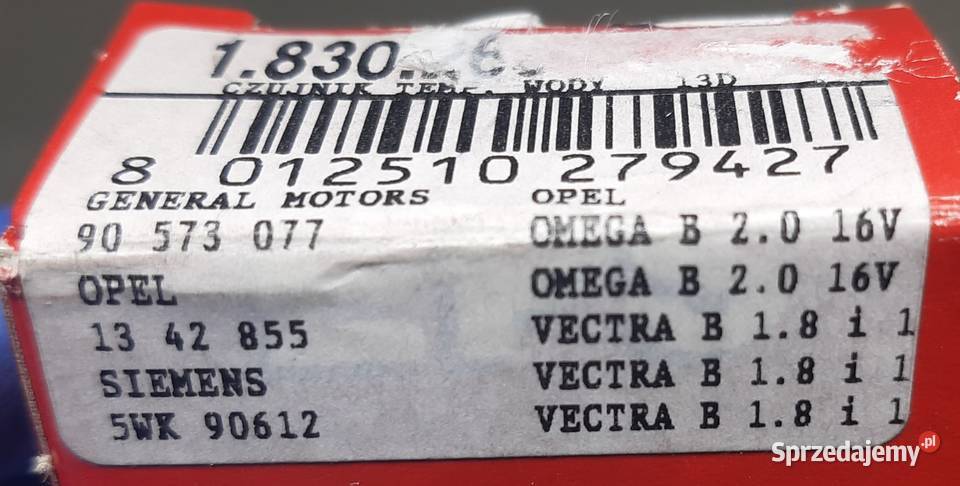 1.830.
CZUJNIK TEMP. WODY 13D
8 012510 279427
GENERAL MOTORS OPEL
90 573 077 OMEGA B 2.0 16V
OPEL OMEGA B 2.0 16V
13 42 855 VECTRA B 1.8 i 1
SIEMENS VECTRA B 1.8 i 1
5WK 90612 VECTRA B 1.8 i 1
Sprzedajemy.pl